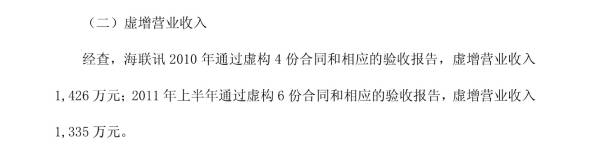 （二）虚增营业收入
经查，海联讯 2010 年通过虚构 4 份合同和相应的验收报告，虚增营业收入
1,426 万元；2011 年上半年通过虚构 6 份合同和相应的验收报告，虚增营业收入
1,335 万元。